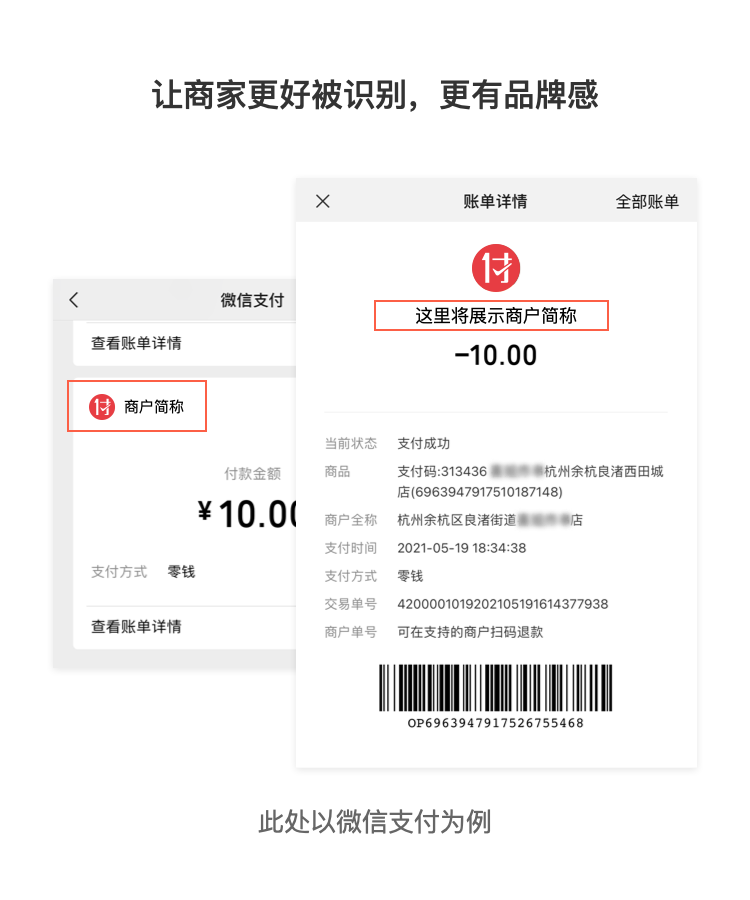 让商家更好被识别，更有品牌感
微信支付
查看账单详情
付 商户简称
付款金额
¥10.00
支付方式 零钱
查看账单详情
账单详情 全部账单
付
这里将展示商户简称
-10.00
当前状态 支付成功
商品 支付码:313436 杭州余杭良渚西田城
店(6963947917510187148)
商户全称 杭州余杭区良渚街道 店
支付时间 2021-05-19 18:34:38
支付方式 零钱
交易单号 4200001019202105191614377938
商户单号 可在支持的商户扫码退款
OP6963947917526755468
此处以微信支付为例